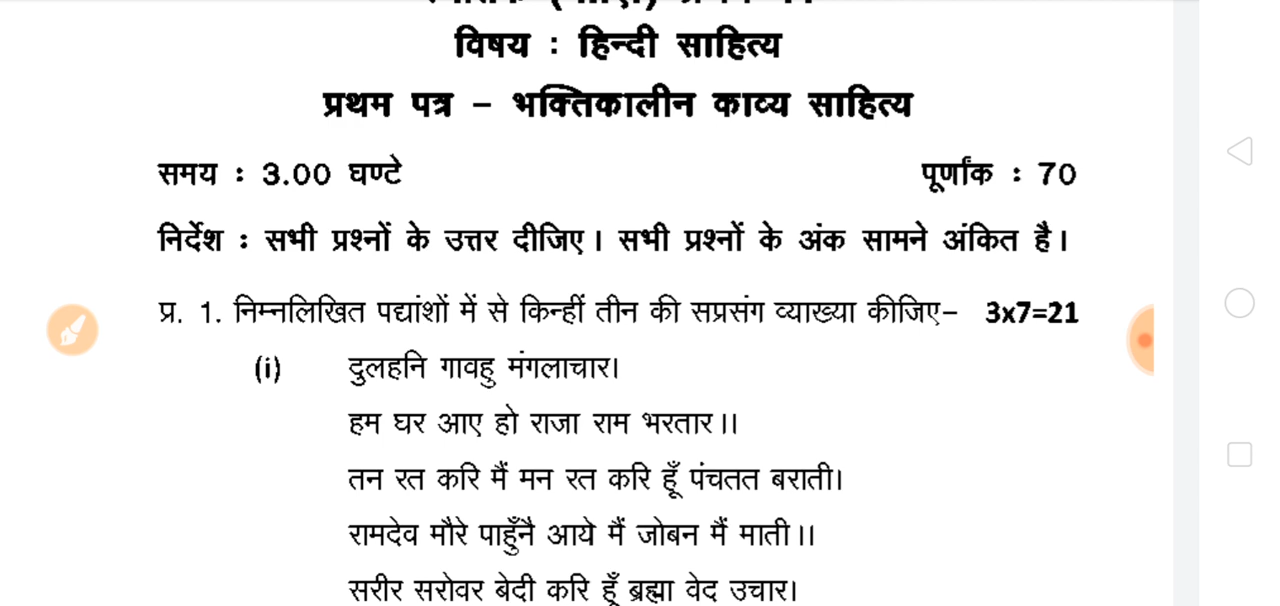 विषय : हिन्दी साहित्य
प्रथम पत्र – भक्तिकालीन काव्य साहित्य
समय : 3.00 घण्टे पूर्णांक : 70
निर्देश : सभी प्रश्नों के उत्तर दीजिए। सभी प्रश्नों के अंक सामने अंकित है।
प्र. 1. निम्नलिखित पद्यांशों में से किन्हीं तीन की सप्रसंग व्याख्या कीजिए– 3x7=21
(i) दुलहनि गावहु मंगलाचार।
हम घर आए हो राजा राम भरतार।।
तन रत करि मैं मन रत करि हूँ पंचतत बराती।
रामदेव मौरे पाहुँनै आये मैं जोबन मैं माती।।
सरीर सरोवर बेदी करि हूँ ब्रह्मा वेद उचार।